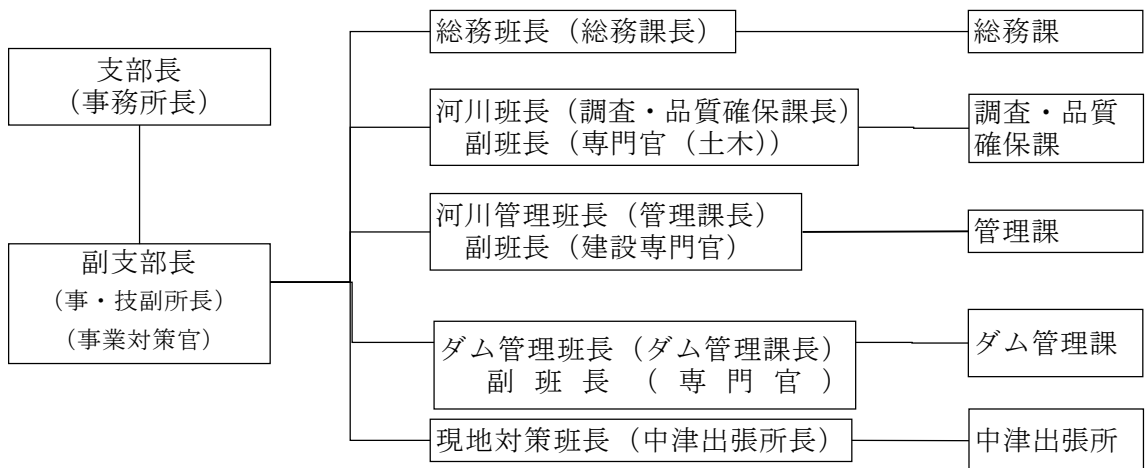 支部長
(事務所長)
副支部長
(事・技副所長)
(事業対策官)
総務班長(総務課長)
総務課
河川班長(調査・品質確保課長)
副班長(専門官(土木))
調査・品質
確保課
河川管理班長(管理課長)
副班長(建設専門官)
管理課
ダム管理班長(ダム管理課長)
副班長(専門官)
ダム管理課
現地対策班長(中津出張所長)
中津出張所